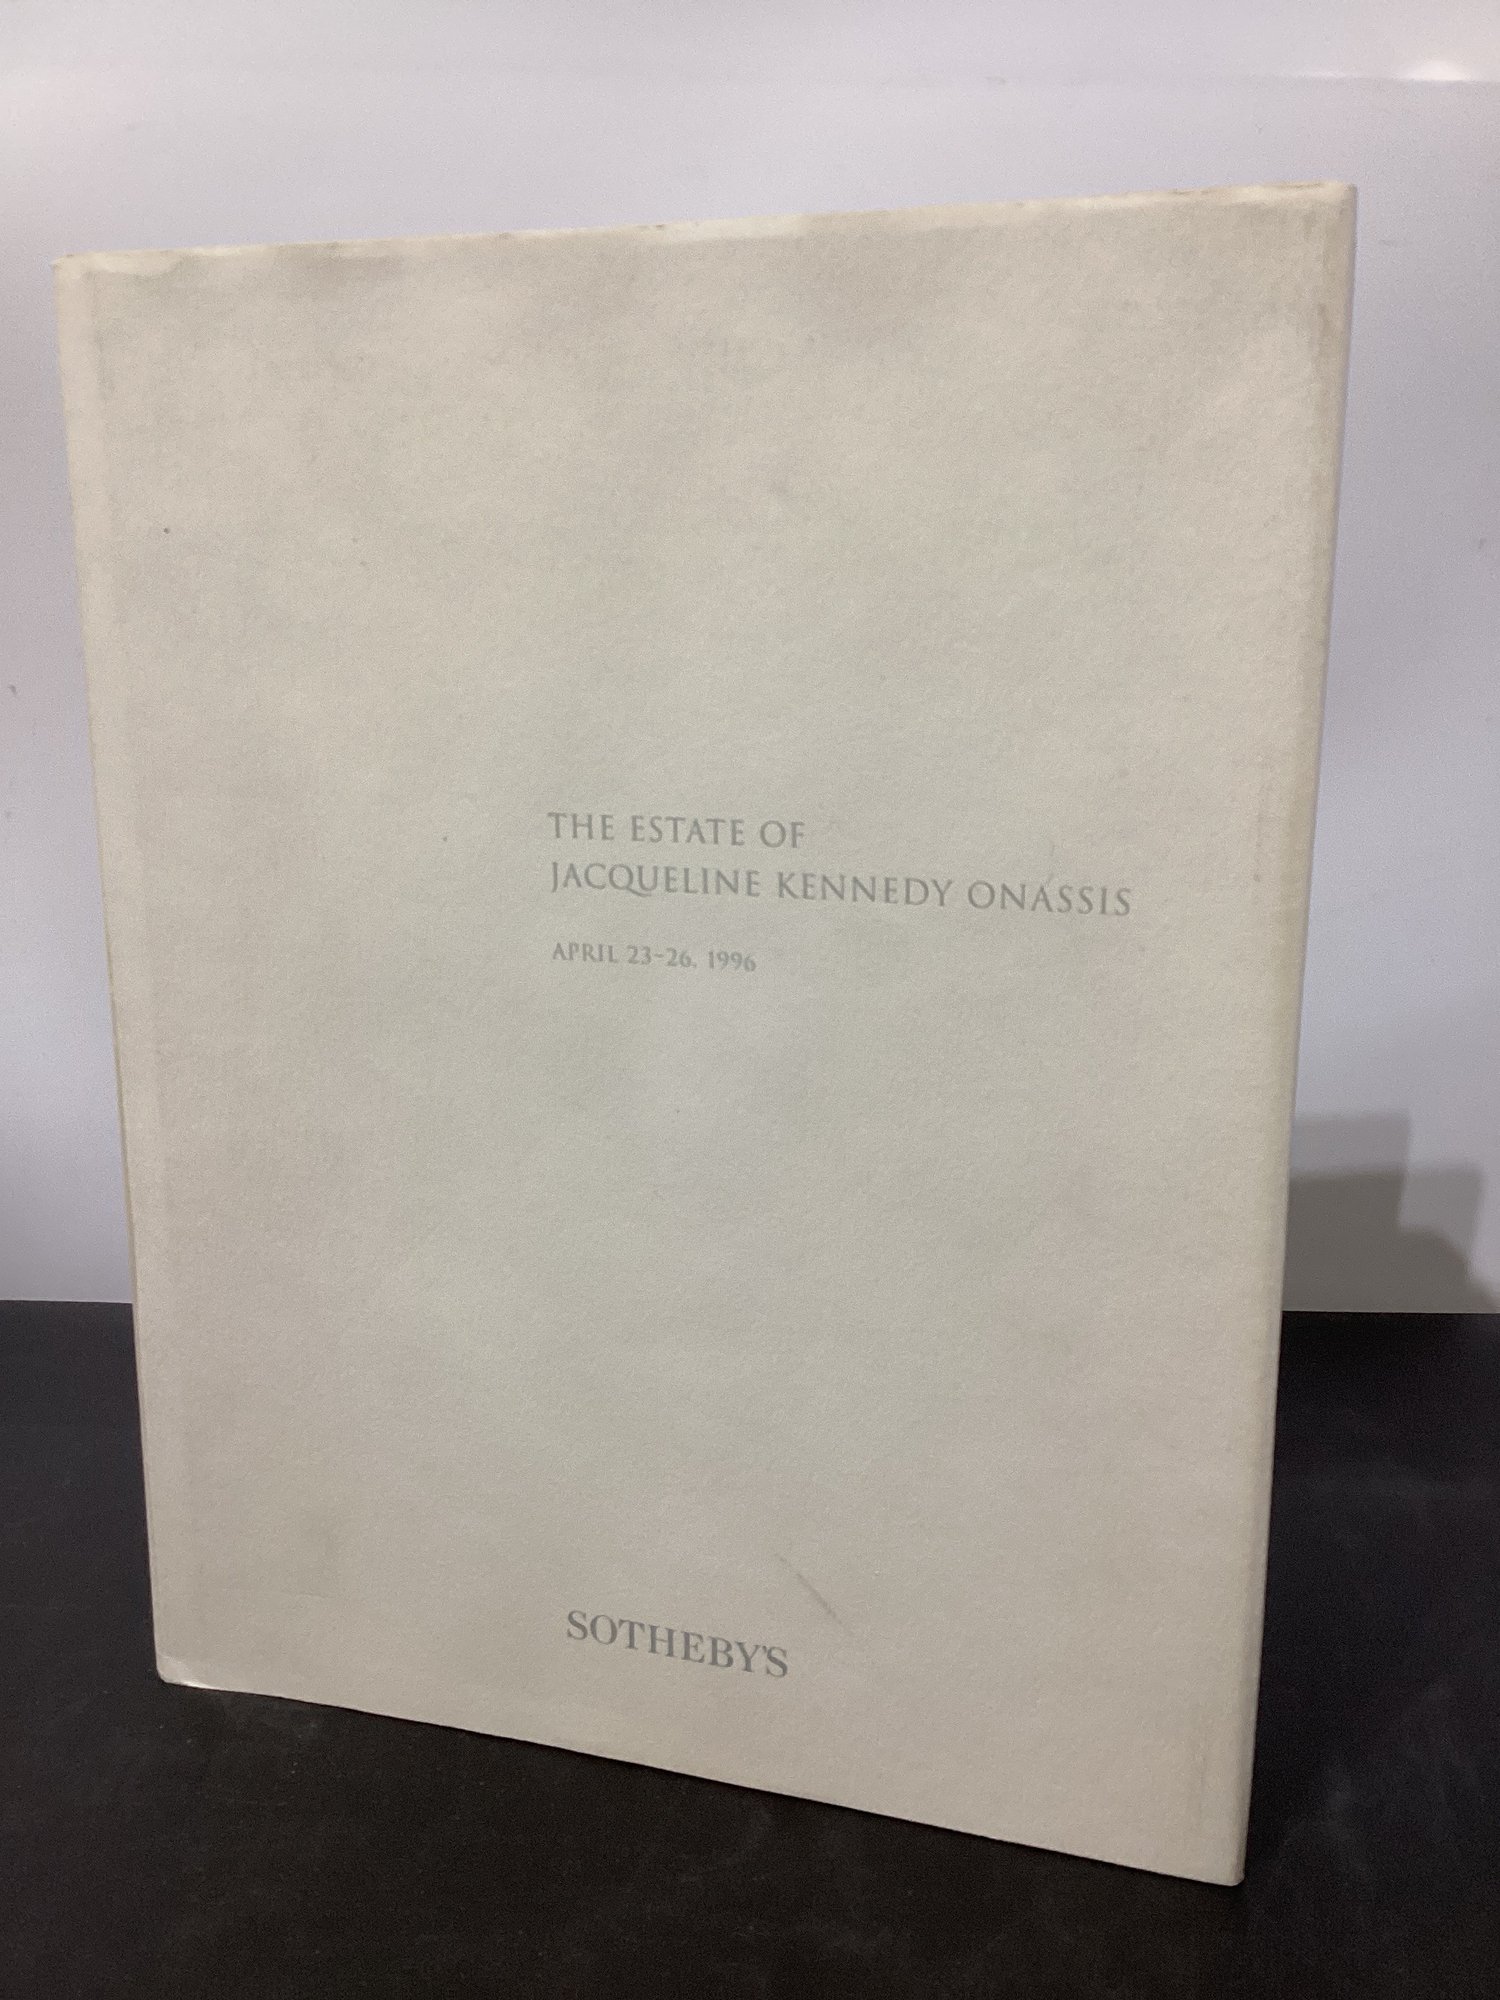 THE ESTATE OF
JACQUELINE KENNEDY ONASSIS
APRIL 23-26, 1996
SOTHEBY'S